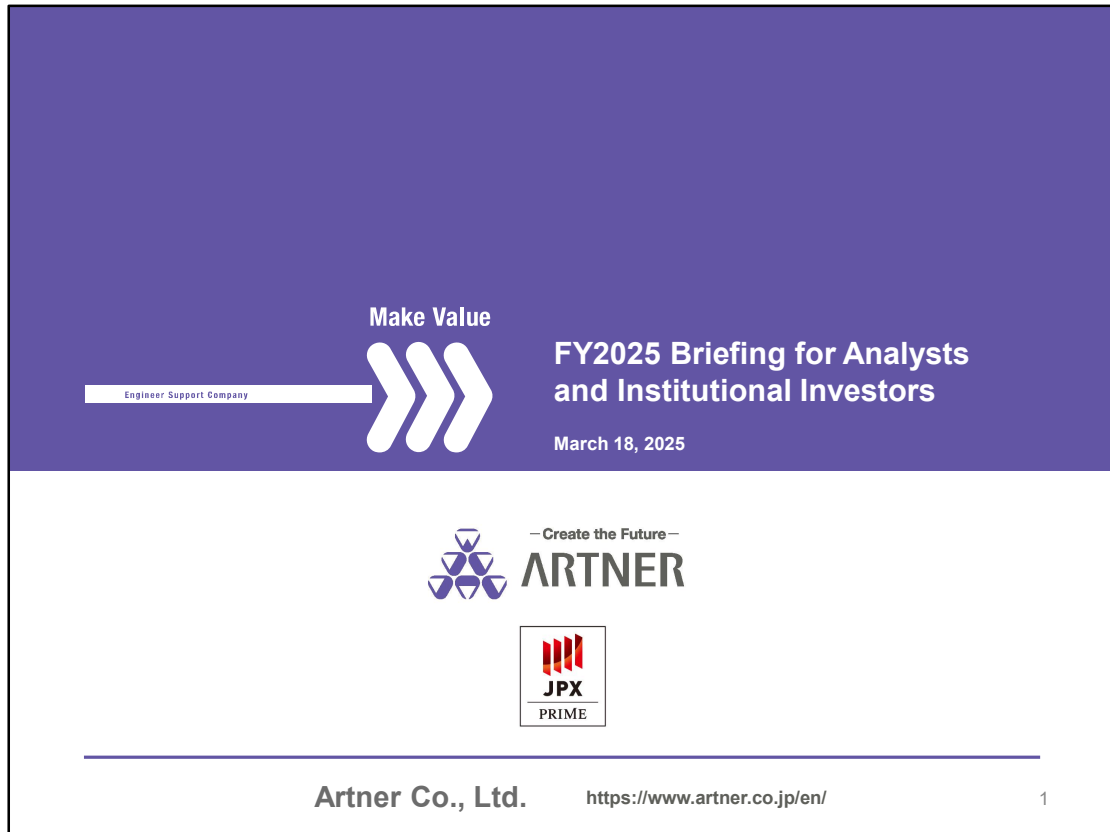 Make Value
Engineer Support Company
FY2025 Briefing for Analysts
and Institutional Investors
March 18, 2025
–Create the Future–
ARTNER
JPX
PRIME
Artner Co., Ltd.
https://www.artner.co.jp/en/
1